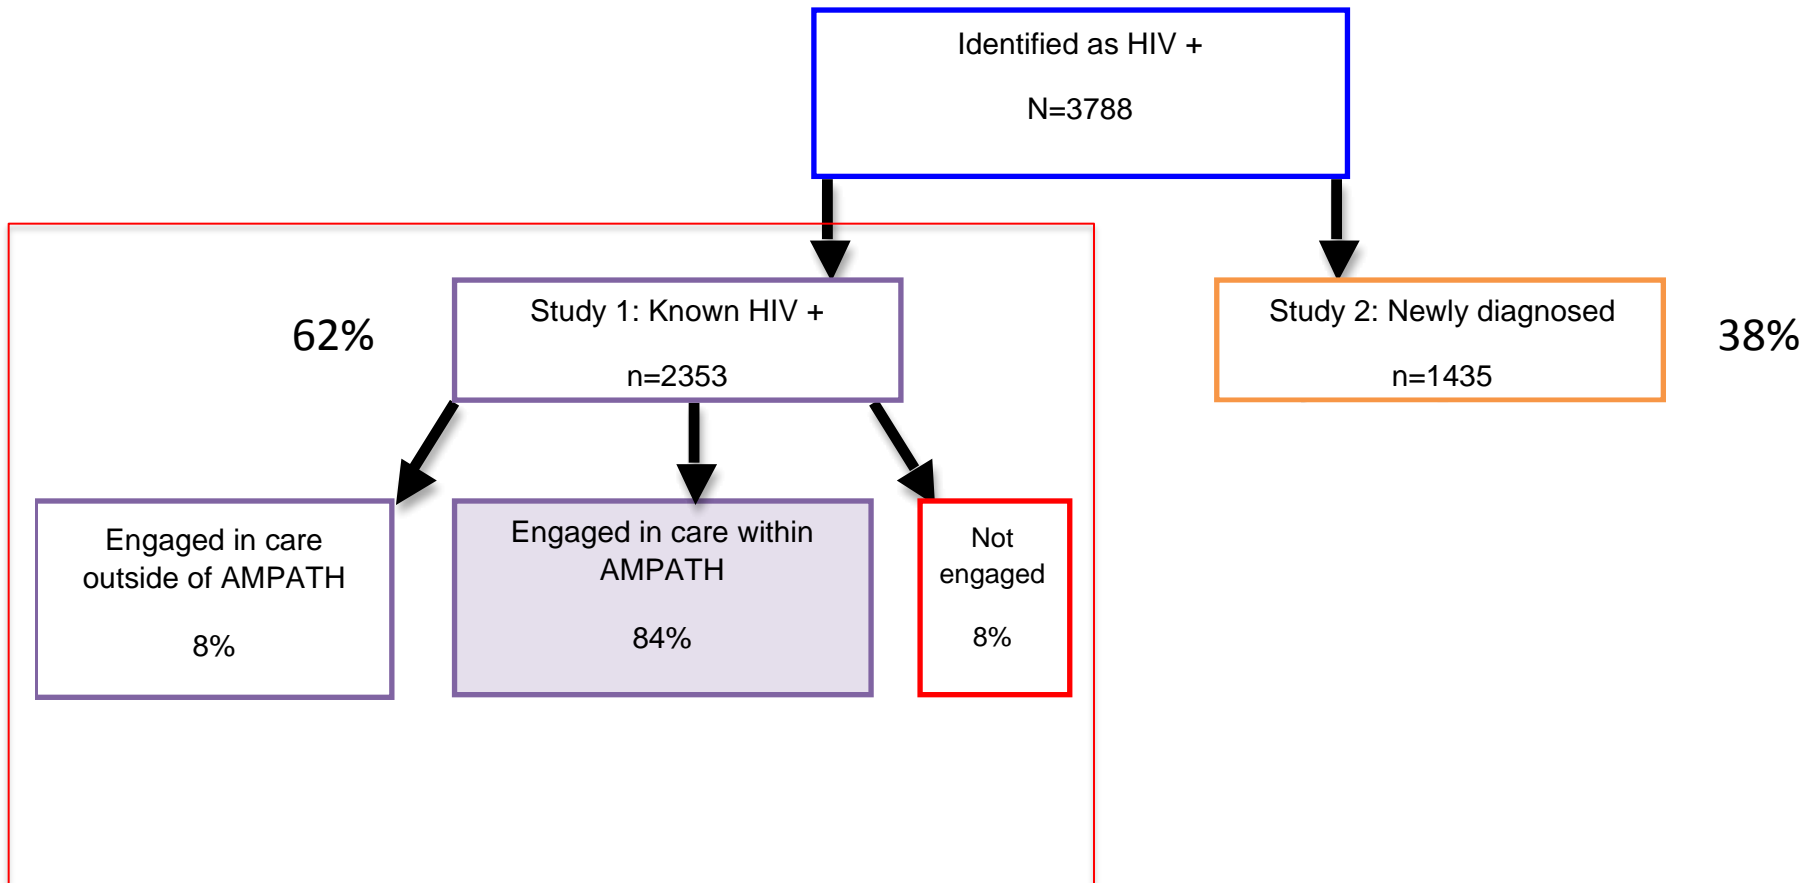 Identified as HIV +
N=3788
62%
Study 1: Known HIV +
n=2353
Study 2: Newly diagnosed
n=1435
38%
Engaged in care
outside of AMPATH
8%
Engaged in care within
AMPATH
84%
Not
engaged
8%